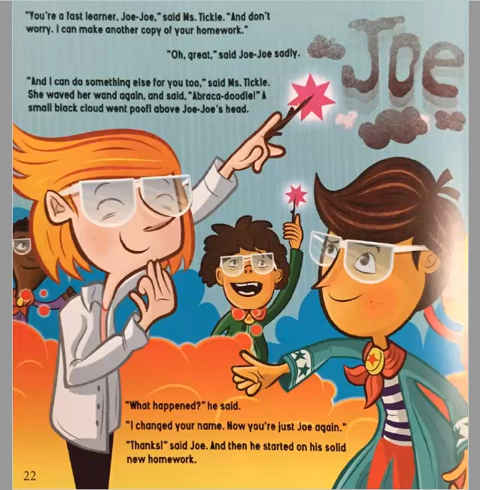 "You're a fast learner, Joe-Joe," said Ms. Tickle. "And don't
worry. I can make another copy of your homework."
"Oh, great," said Joe-Joe sadly.
"And I can do something else for you too," said Ms. Tickle.
She waved her wand again, and said, "Abraca-doodle!" A
small black cloud went poof! above Joe-Joe's head.
Joe
"What happened?" he said.
"I changed your name. Now you're just Joe again."
"Thanks!" said Joe. And then he started on his solid
new homework.
22